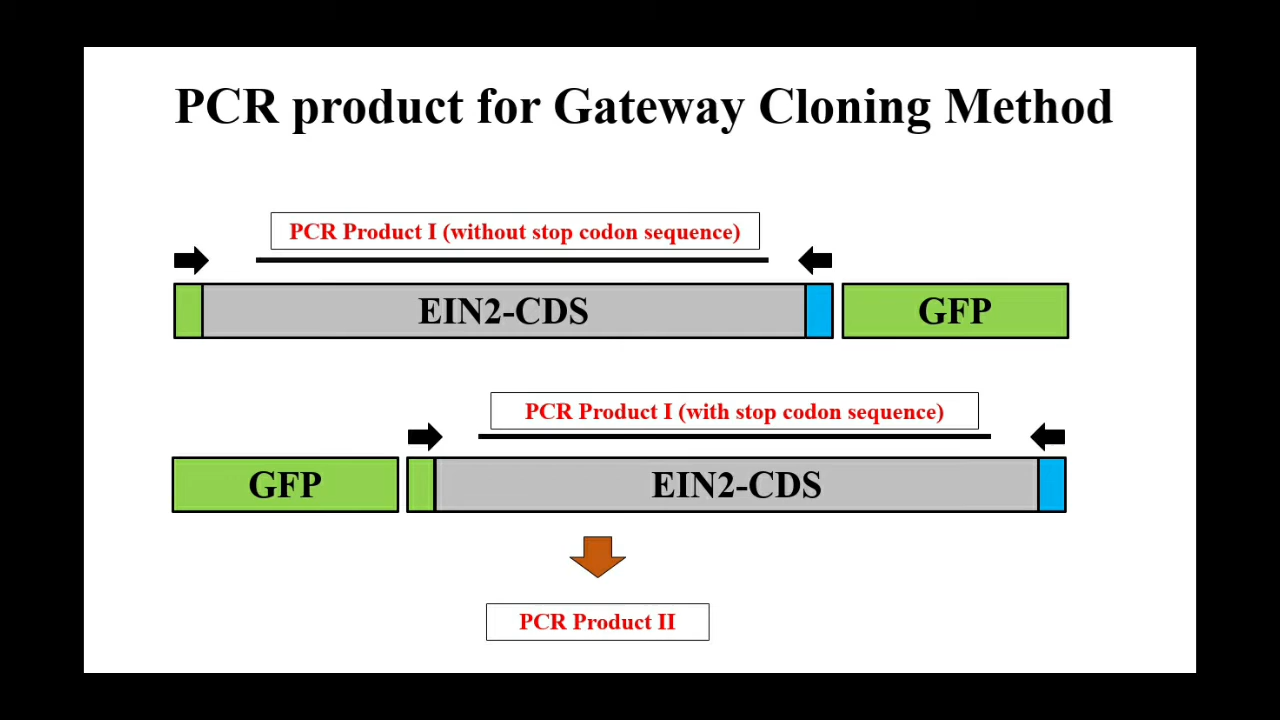 PCR product for Gateway Cloning Method
PCR Product I (without stop codon sequence)
EIN2-CDS
GFP
PCR Product I (with stop codon sequence)
GFP
EIN2-CDS
PCR Product II